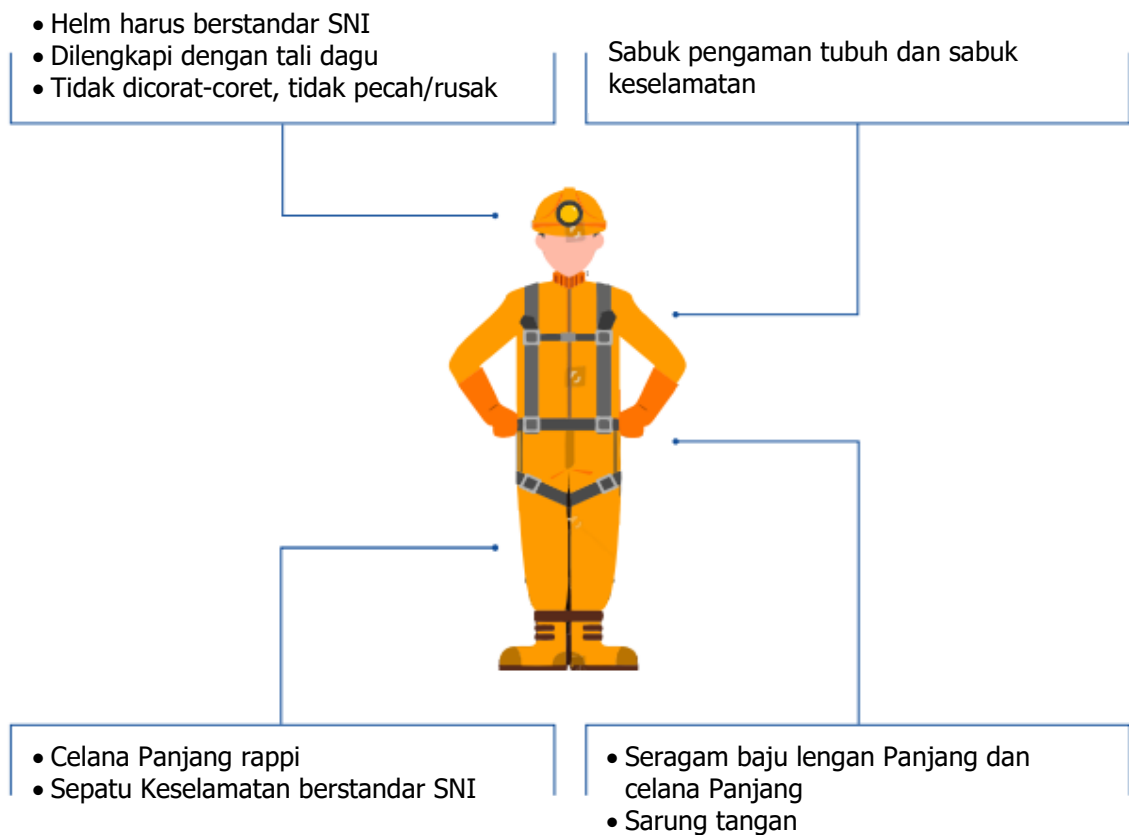 • Helm harus berstandar SNI
• Dilengkapi dengan tali dagu
• Tidak dicorat-coret, tidak pecah/rusak
Sabuk pengaman tubuh dan sabuk
keselamatan
• Celana Panjang rappi
• Sepatu Keselamatan berstandar SNI
• Seragam baju lengan Panjang dan
celana Panjang
• Sarung tangan